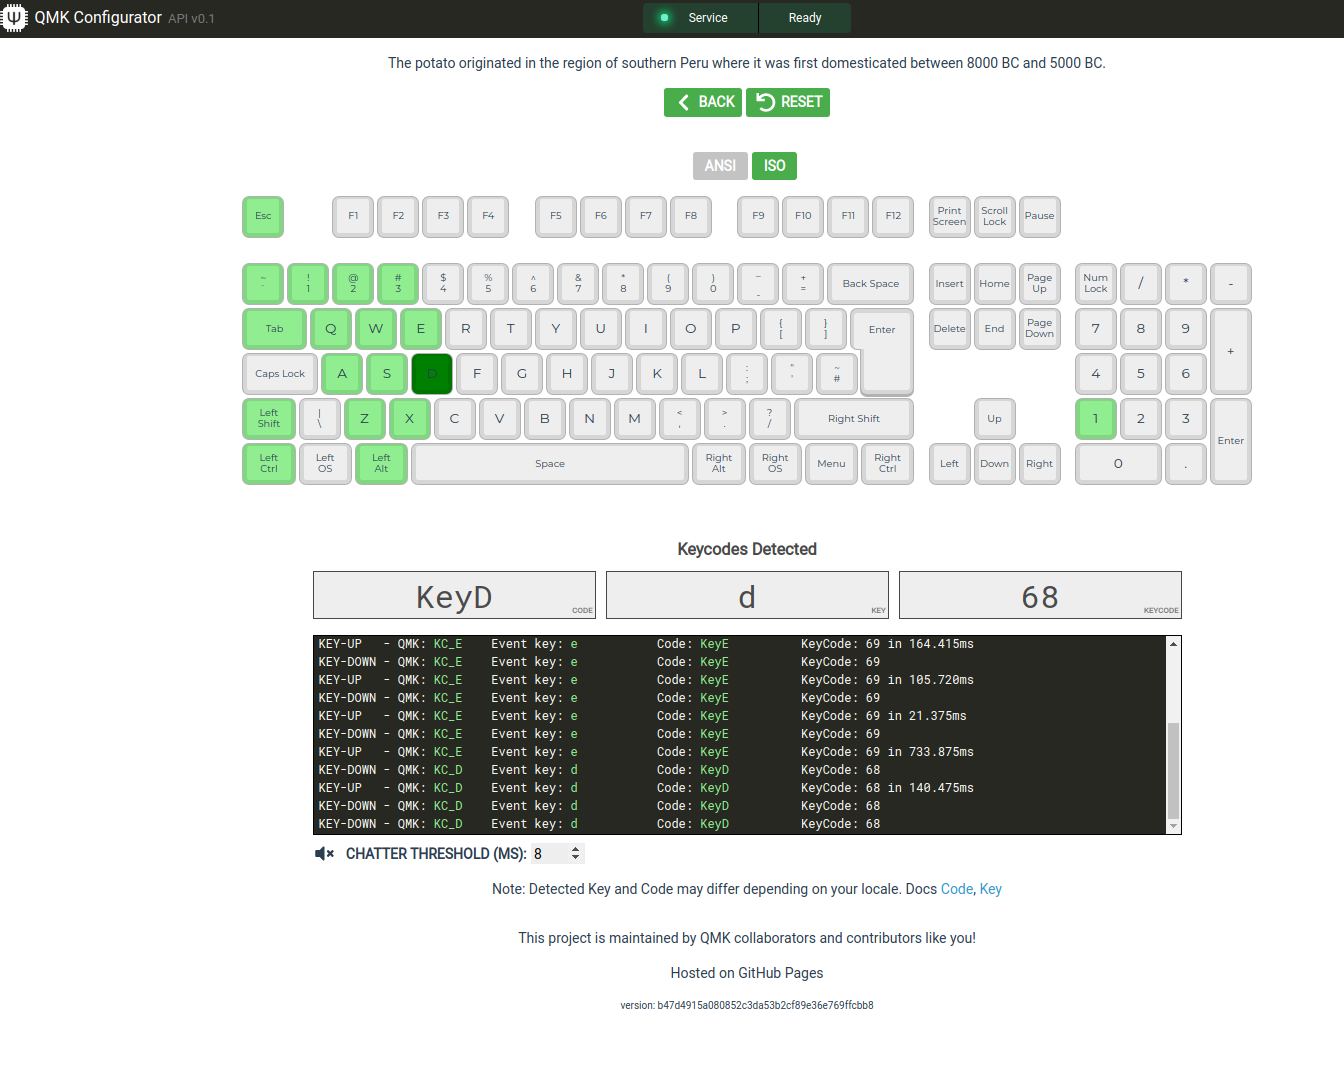 QMK Configurator API v0.1
Service Ready
The potato originated in the region of southern Peru where it was first domesticated between 8000 BC and 5000 BC.
BACK RESET
ANSI ISO
Esc F1 F2 F3 F4 F5 F6 F7 F8 F9 F10 F11 F12 Print Screen Scroll Lock Pause
~ ` ! 1 @ 2 # 3 $ 4 % 5 ^ 6 & 7 * 8 ( 9 ) 0 _ - + = Back Space Insert Home Page Up Num Lock / * -
Tab Q W E R T Y U I O P { [ } ] Enter Delete End Page Down 7 8 9 +
Caps Lock A S D F G H J K L : ; " ' ~ # 4 5 6
Left Shift | \ Z X C V B N M < , > . ? / Right Shift Up 1 2 3 Enter
Left Ctrl Left OS Left Alt Space Right Alt Right OS Menu Right Ctrl Left Down Right 0 .
Keycodes Detected
KeyD CODE d KEY 68 KEYCODE
KEY-UP - QMK: KC_E Event key: e Code: KeyE KeyCode: 69 in 164.415ms
KEY-DOWN - QMK: KC_E Event key: e Code: KeyE KeyCode: 69
KEY-UP - QMK: KC_E Event key: e Code: KeyE KeyCode: 69 in 105.720ms
KEY-DOWN - QMK: KC_E Event key: e Code: KeyE KeyCode: 69
KEY-UP - QMK: KC_E Event key: e Code: KeyE KeyCode: 69 in 21.375ms
KEY-DOWN - QMK: KC_E Event key: e Code: KeyE KeyCode: 69
KEY-UP - QMK: KC_E Event key: e Code: KeyE KeyCode: 69 in 733.875ms
KEY-DOWN - QMK: KC_D Event key: d Code: KeyD KeyCode: 68
KEY-UP - QMK: KC_D Event key: d Code: KeyD KeyCode: 68 in 140.475ms
KEY-DOWN - QMK: KC_D Event key: d Code: KeyD KeyCode: 68
KEY-DOWN - QMK: KC_D Event key: d Code: KeyD KeyCode: 68
CHATTER THRESHOLD (MS): 8
Note: Detected Key and Code may differ depending on your locale. Docs Code, Key
This project is maintained by QMK collaborators and contributors like you!
Hosted on GitHub Pages
version: b47d4915a080852c3da53b2cf89e36e769ffcbb8